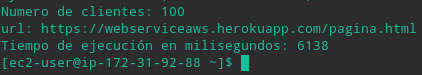 Numero de clientes: 100
url: https://webserviceaws.herokuapp.com/pagina.html
Tiempo de ejecución en milisegundos: 6138
[ec2-user@ip-172-31-92-88 ~]$